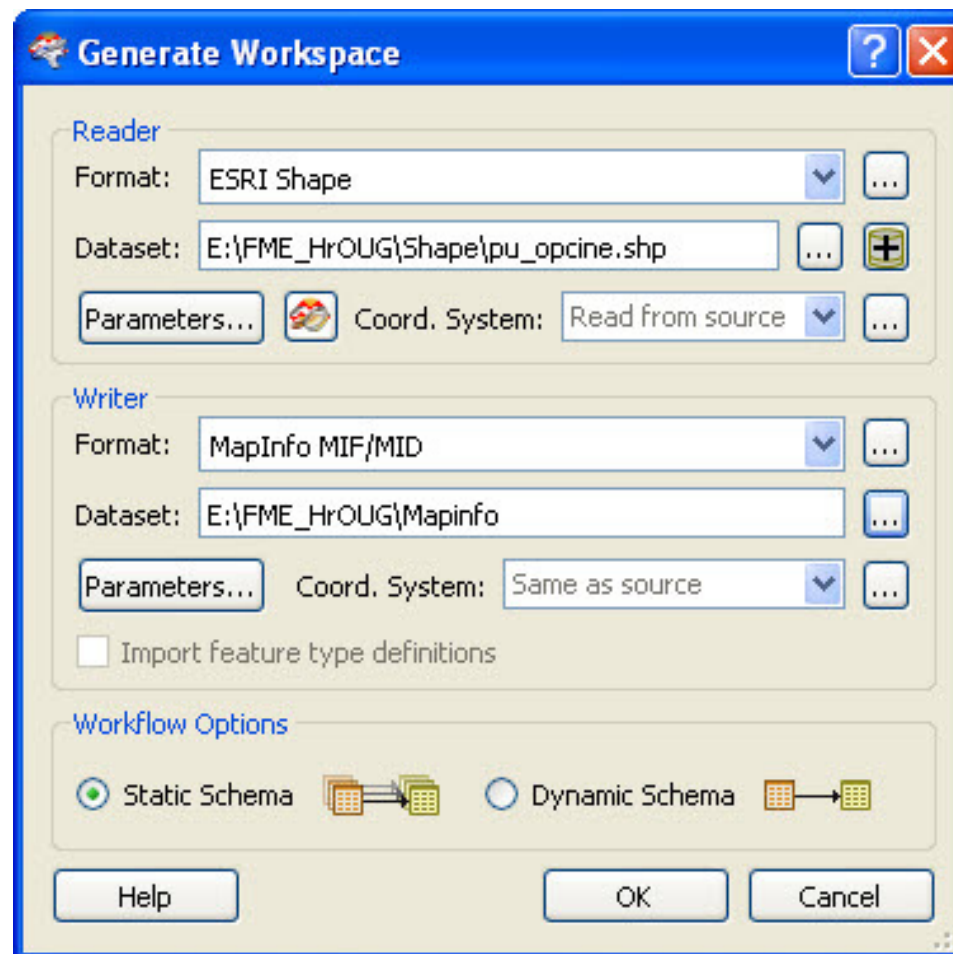 Generate Workspace
Reader
Format: ESRI Shape ...
Dataset: E:\FME_HrOUG\Shape\pu_opcine.shp ...
Parameters... Coord. System: Read from source ...
Writer
Format: MapInfo MIF/MID ...
Dataset: E:\FME_HrOUG\Mapinfo ...
Parameters... Coord. System: Same as source ...
Import feature type definitions
Workflow Options
Static Schema Dynamic Schema
Help OK Cancel